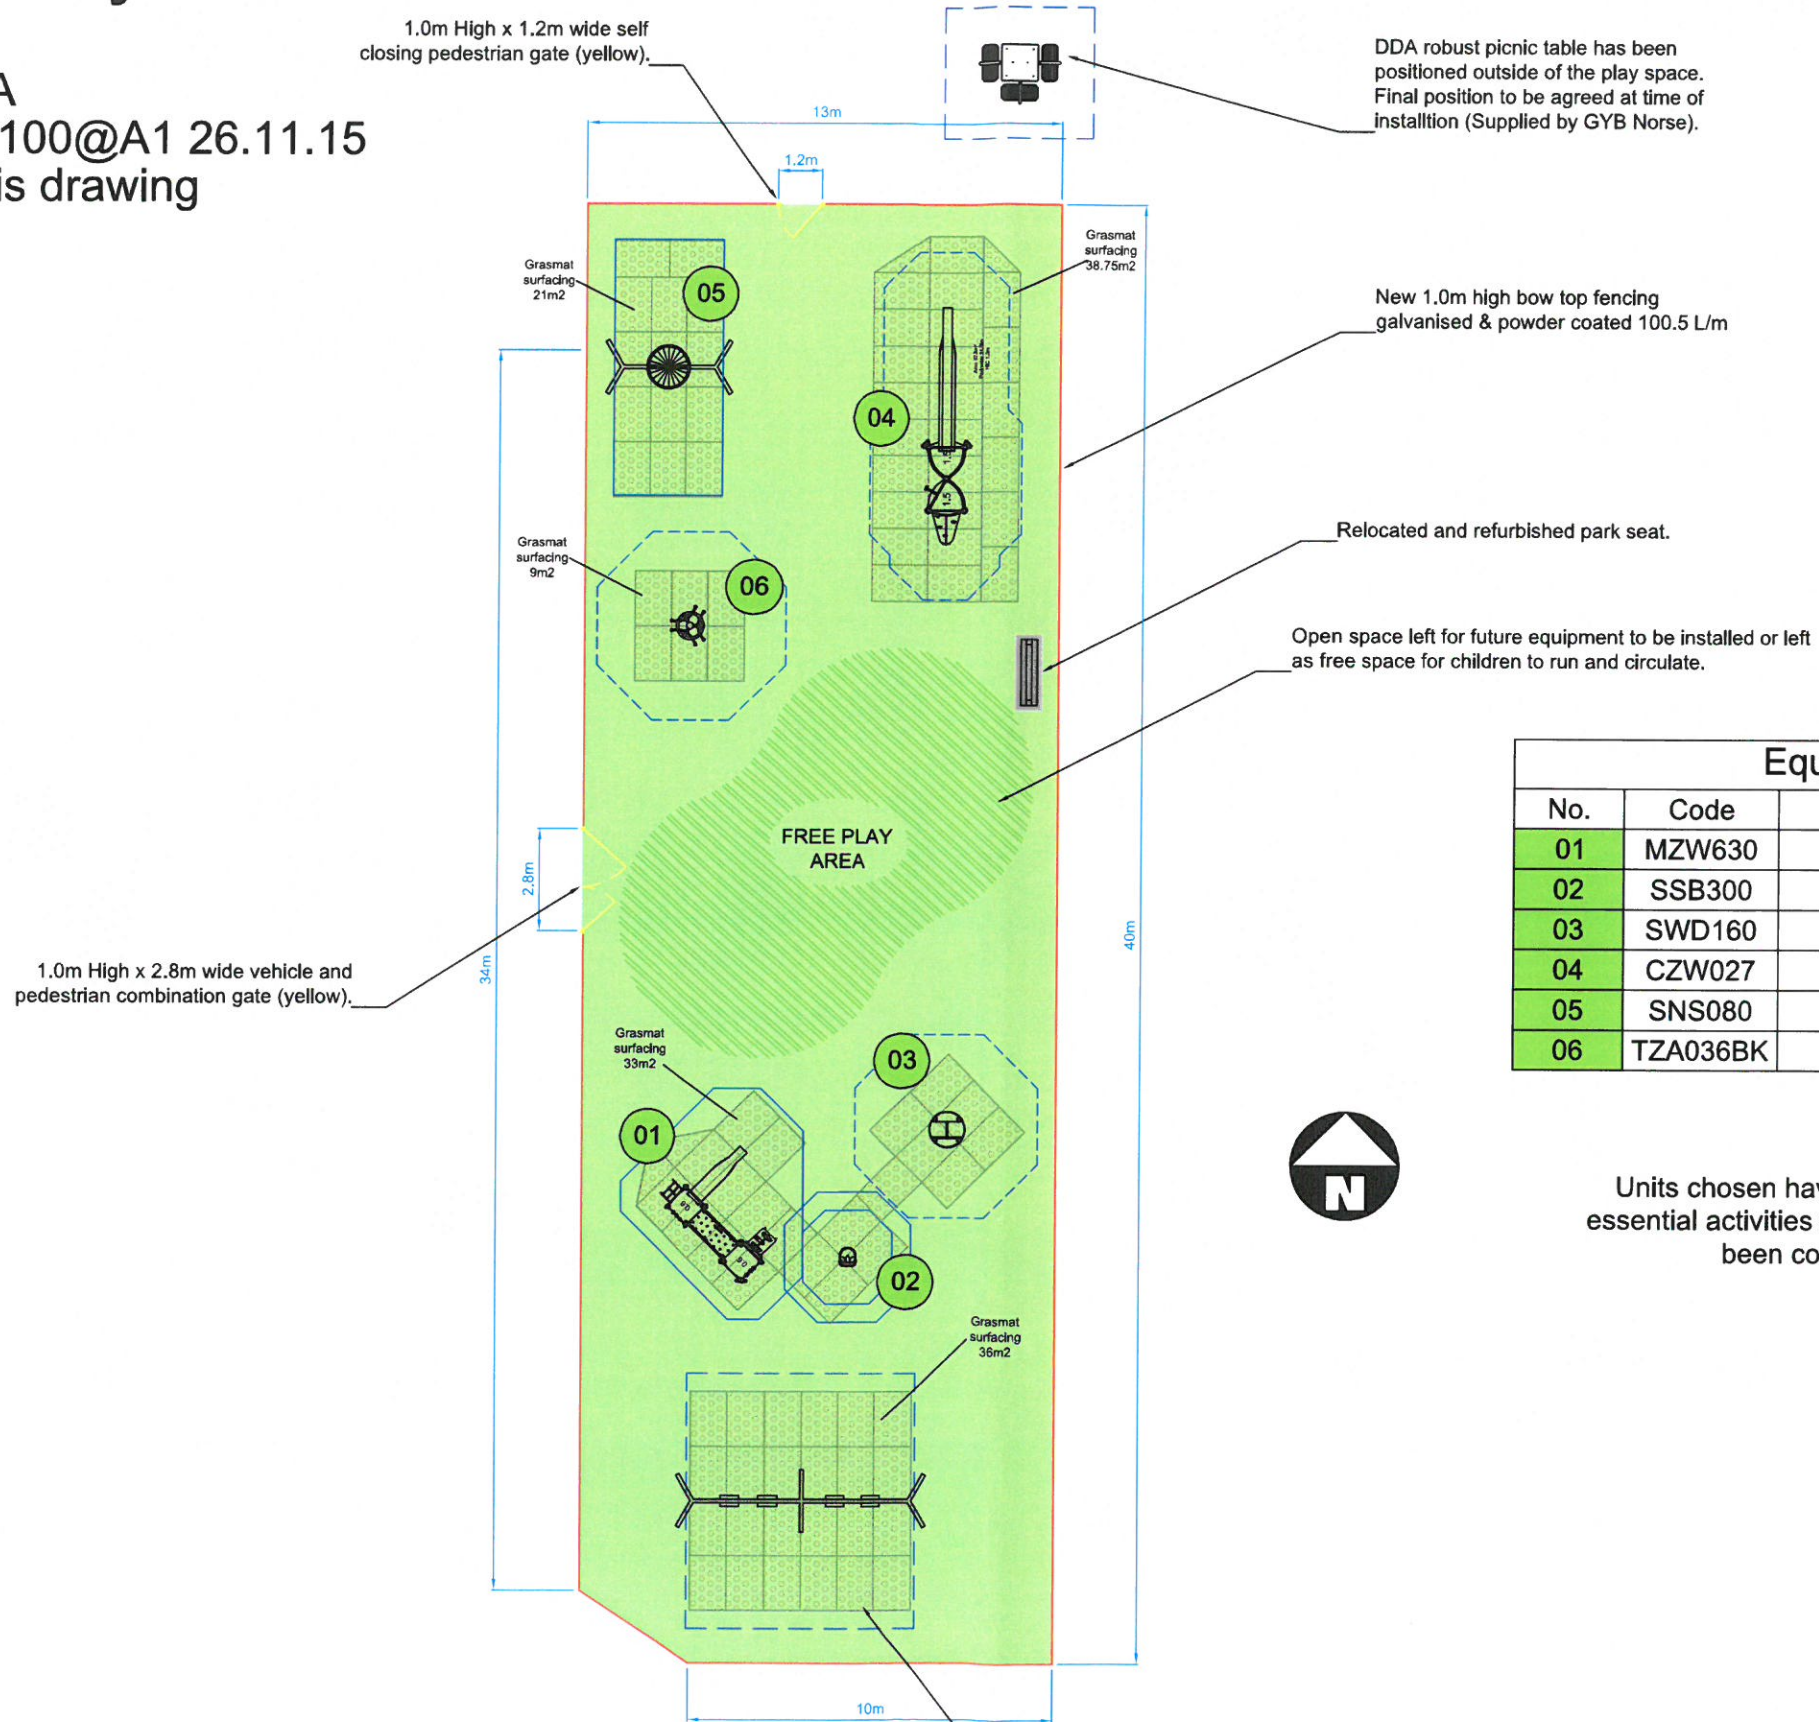 A
100@A1 26.11.15
is drawing
1.0m High x 1.2m wide self
closing pedestrian gate (yellow).
DDA robust picnic table has been
positioned outside of the play space.
Final position to be agreed at time of
installtion (Supplied by GYB Norse).
13m
1.2m
Grasmat
surfacing
21m2
05
Grasmat
surfacing
38.75m2
04
1.5
1.5
New 1.0m high bow top fencing
galvanised & powder coated 100.5 L/m
Grasmat
surfacing
9m2
06
Relocated and refurbished park seat.
Open space left for future equipment to be installed or left
as free space for children to run and circulate.
FREE PLAY
AREA
2.8m
34m
40m
1.0m High x 2.8m wide vehicle and
pedestrian combination gate (yellow).
Equ
No. Code
01 MZW630
02 SSB300
03 SWD160
04 CZW027
05 SNS080
06 TZA036BK
Grasmat
surfacing
33m2
01
03
02
N
Units chosen hav
essential activities
been co
Grasmat
surfacing
36m2
10m